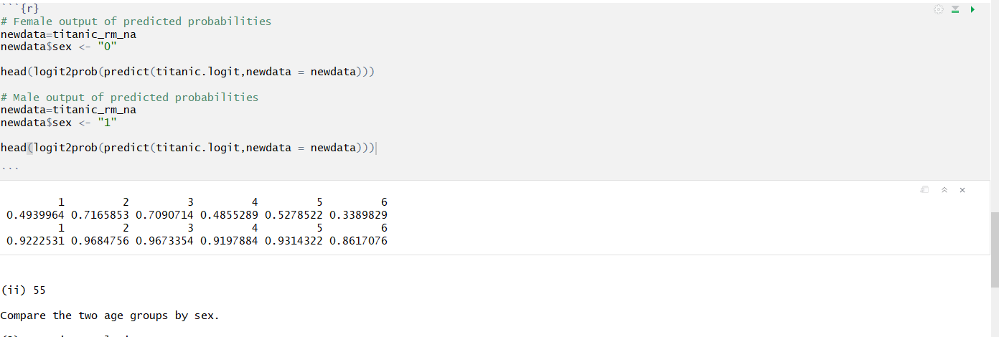 ```{r}
# Female output of predicted probabilities
newdata=titanic_rm_na
newdata$sex <- "0"
head(logit2prob(predict(titanic.logit,newdata = newdata)))
# Male output of predicted probabilities
newdata=titanic_rm_na
newdata$sex <- "1"
head(logit2prob(predict(titanic.logit,newdata = newdata)))
```
1 2 3 4 5 6
0.4939964 0.7165853 0.7090714 0.4855289 0.5278522 0.3389829
1 2 3 4 5 6
0.9222531 0.9684756 0.9673354 0.9197884 0.9314322 0.8617076
(ii) 55
Compare the two age groups by sex.